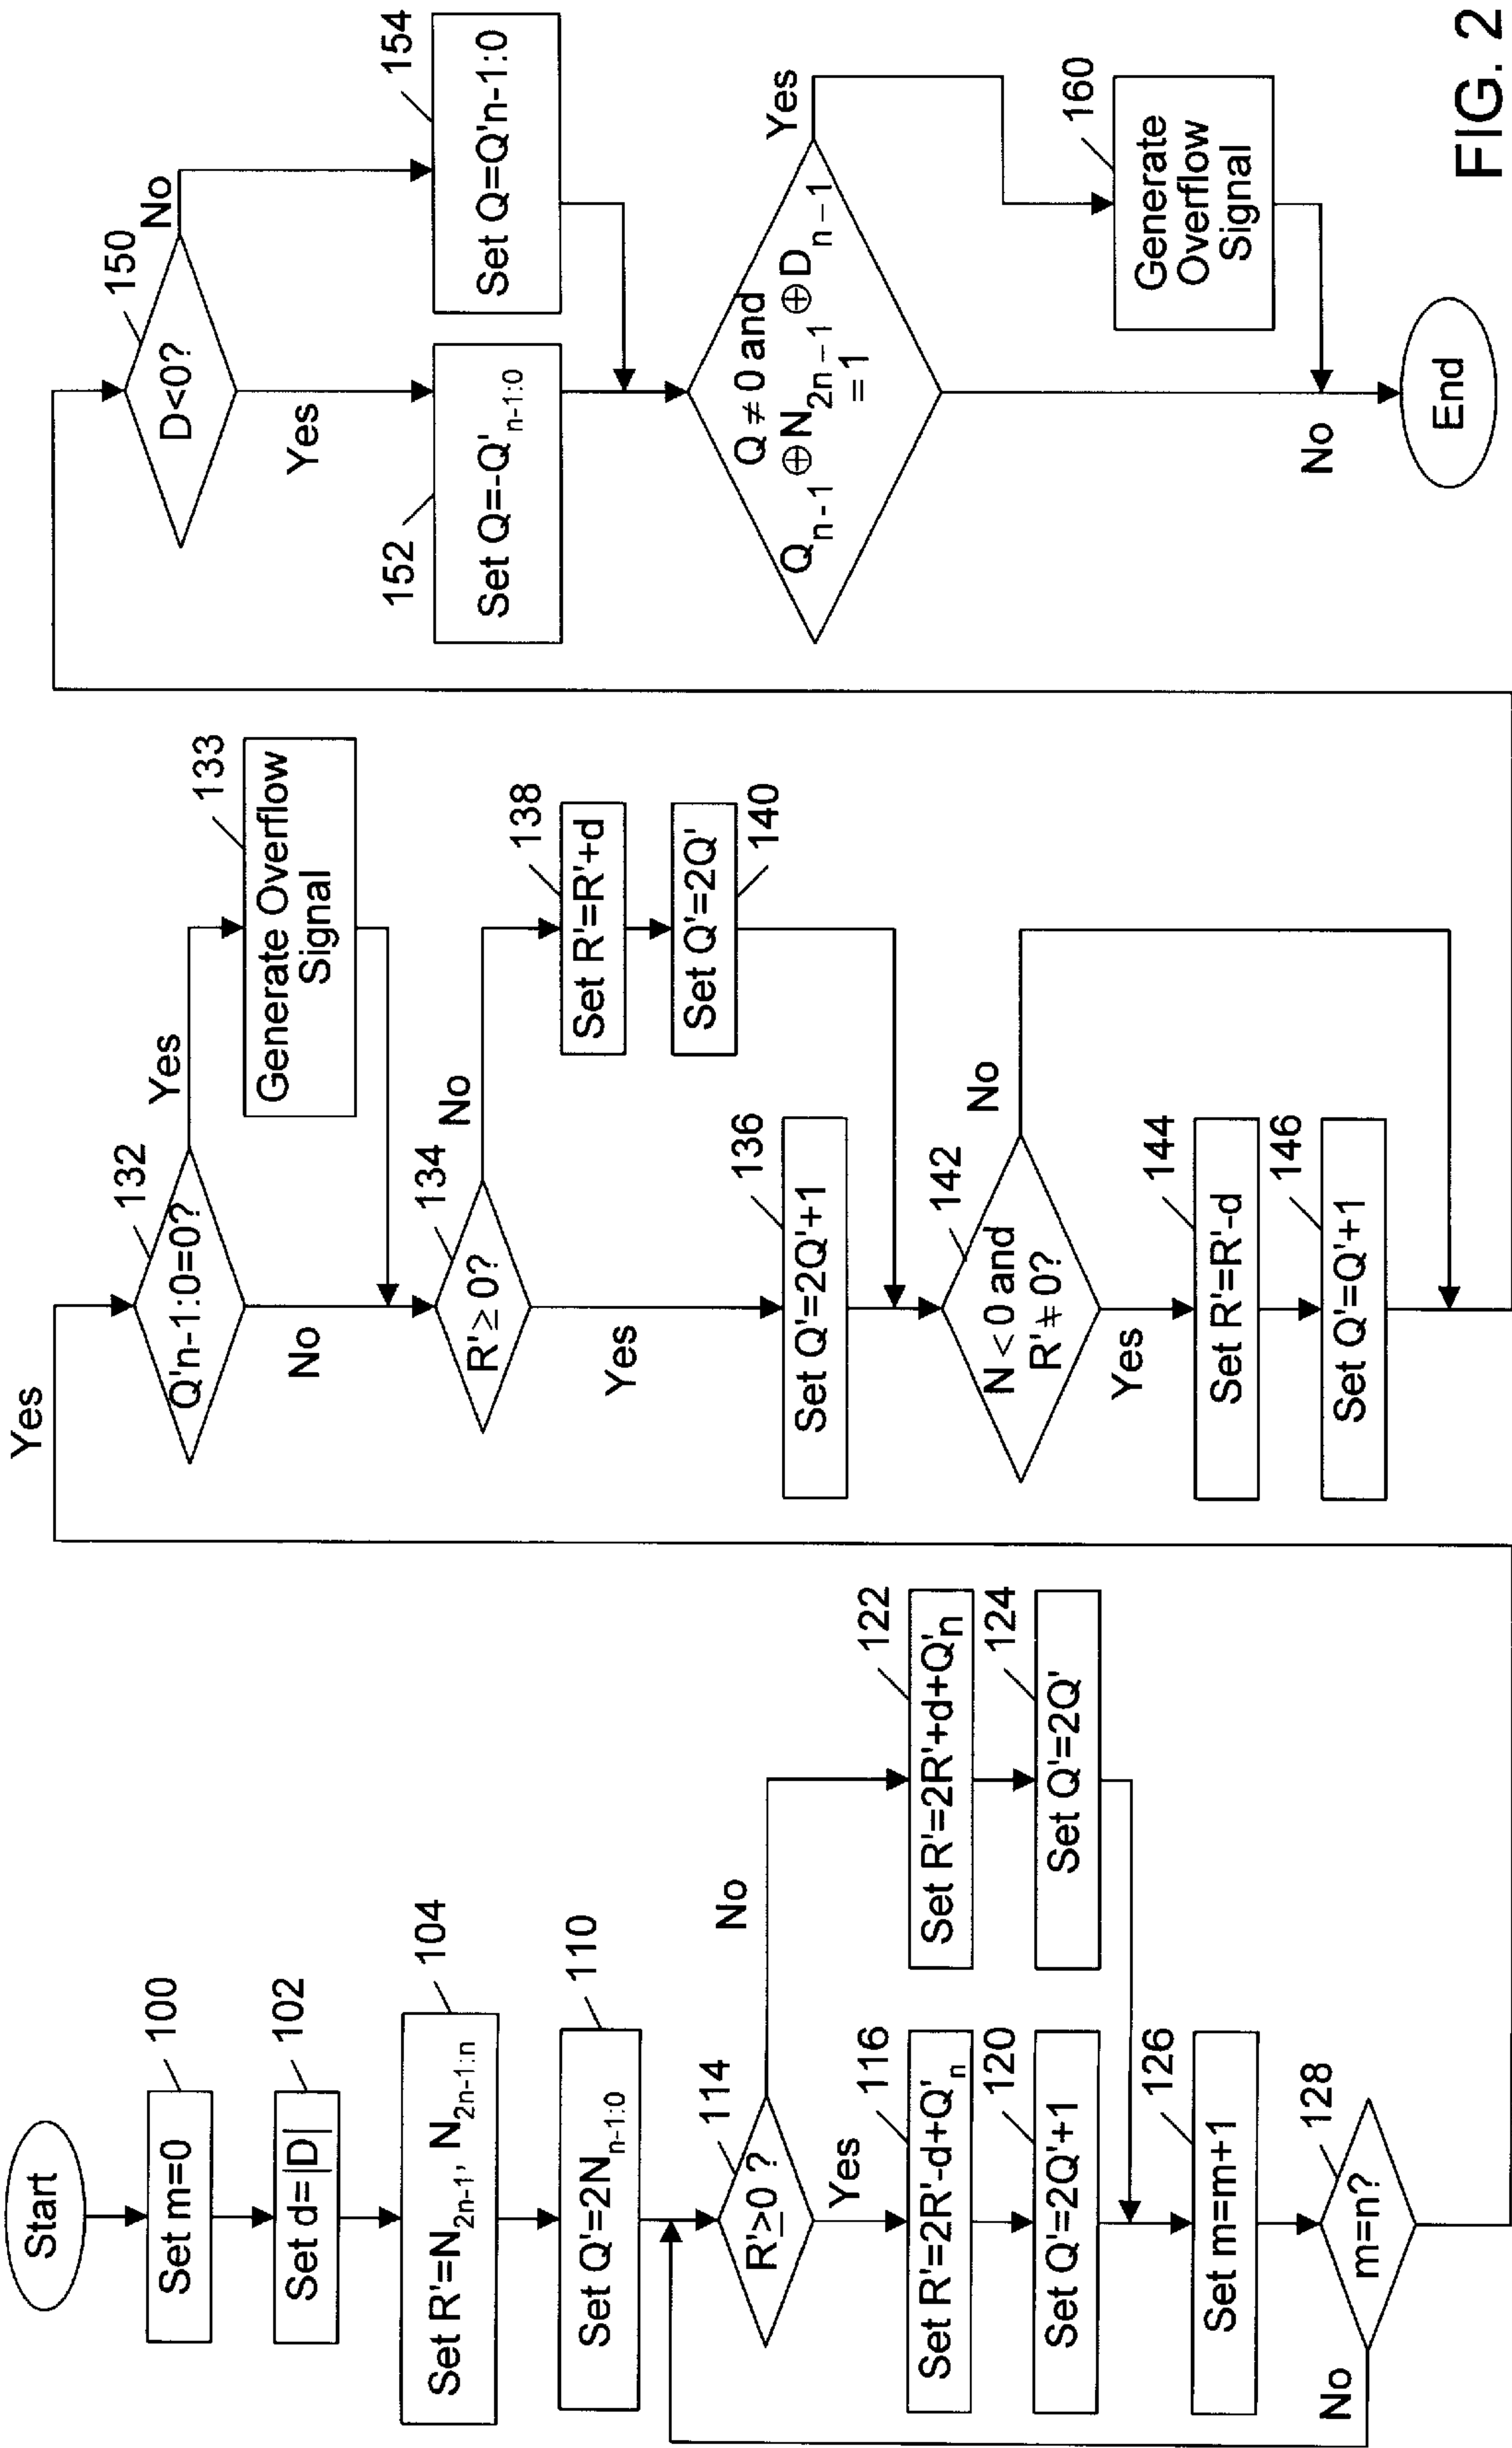 Start
100
Set m=0
102
Set d=|D|
104
Set R'=N2n-1, N2n-1:n
110
Set Q'=2Nn-1:0
114
R'≥0 ?
No
Yes
116
Set R'=2R'-d+Q'n
120
Set Q'=2Q'+1
122
Set R'=2R'+d+Q'n
124
Set Q'=2Q'
126
Set m=m+1
128
m=n?
No
Yes
132
Q'n-1:0=0?
Yes
No
133
Generate Overflow
Signal
134
R'≥0?
No
Yes
136
Set Q'=2Q'+1
138
Set R'=R'+d
140
Set Q'=2Q'
142
N<0 and
R'≠0?
No
Yes
144
Set R'=R'-d
146
Set Q'=Q'+1
150
D<0?
No
Yes
152
Set Q=-Q'n-1:0
154
Set Q=Q'n-1:0
Q≠0 and
Qn-1⊕N2n-1⊕Dn-1
=1
Yes
No
160
Generate
Overflow
Signal
End
FIG. 2